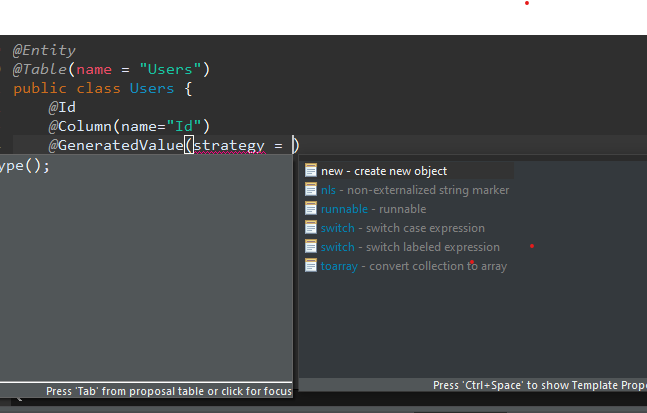 @Entity
@Table(name = "Users")
public class Users {
@Id
@Column(name="Id")
@GeneratedValue(strategy = )
ype();
new - create new object
nls - non-externalized string marker
runnable - runnable
switch - switch case expression
switch - switch labeled expression
toarray - convert collection to array
Press 'Tab' from proposal table or click for focus
Press 'Ctrl+Space' to show Template Propo